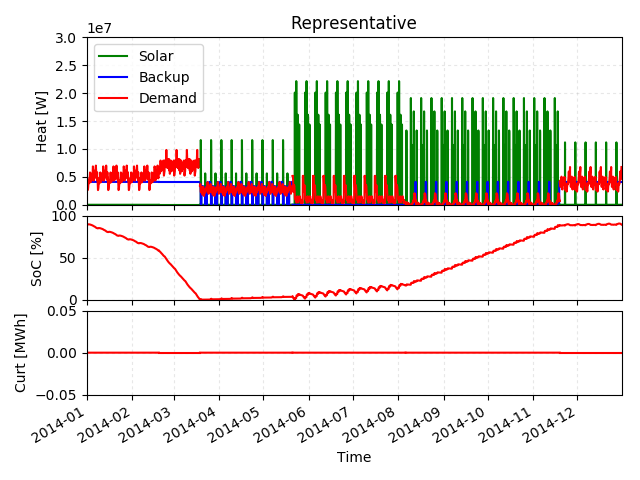 Representative
1e7
3.0
2.5
2.0
1.5
1.0
0.5
0.0
Heat [W]
Solar
Backup
Demand
100
50
0
SoC [%]
0.05
0.00
−0.05
Curt [MWh]
2014-01
2014-02
2014-03
2014-04
2014-05
2014-06
2014-07
2014-08
2014-09
2014-10
2014-11
2014-12
Time